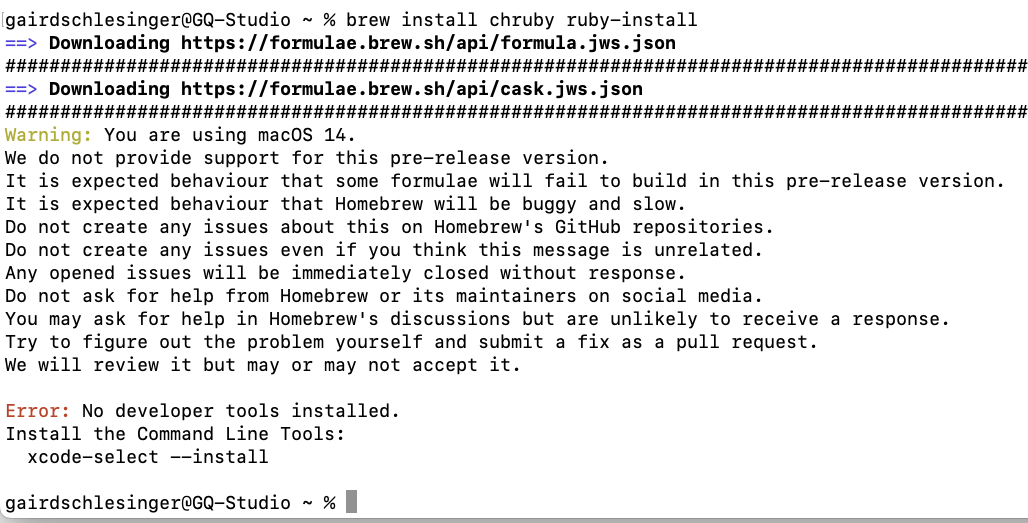 gairdschlesinger@GQ-Studio ~ % brew install chruby ruby-install
==> Downloading https://formulae.brew.sh/api/formula.jws.json
#############################################################################################
==> Downloading https://formulae.brew.sh/api/cask.jws.json
#############################################################################################
Warning: You are using macOS 14.
We do not provide support for this pre-release version.
It is expected behaviour that some formulae will fail to build in this pre-release version.
It is expected behaviour that Homebrew will be buggy and slow.
Do not create any issues about this on Homebrew's GitHub repositories.
Do not create any issues even if you think this message is unrelated.
Any opened issues will be immediately closed without response.
Do not ask for help from Homebrew or its maintainers on social media.
You may ask for help in Homebrew's discussions but are unlikely to receive a response.
Try to figure out the problem yourself and submit a fix as a pull request.
We will review it but may or may not accept it.

Error: No developer tools installed.
Install the Command Line Tools:
  xcode-select --install

gairdschlesinger@GQ-Studio ~ %